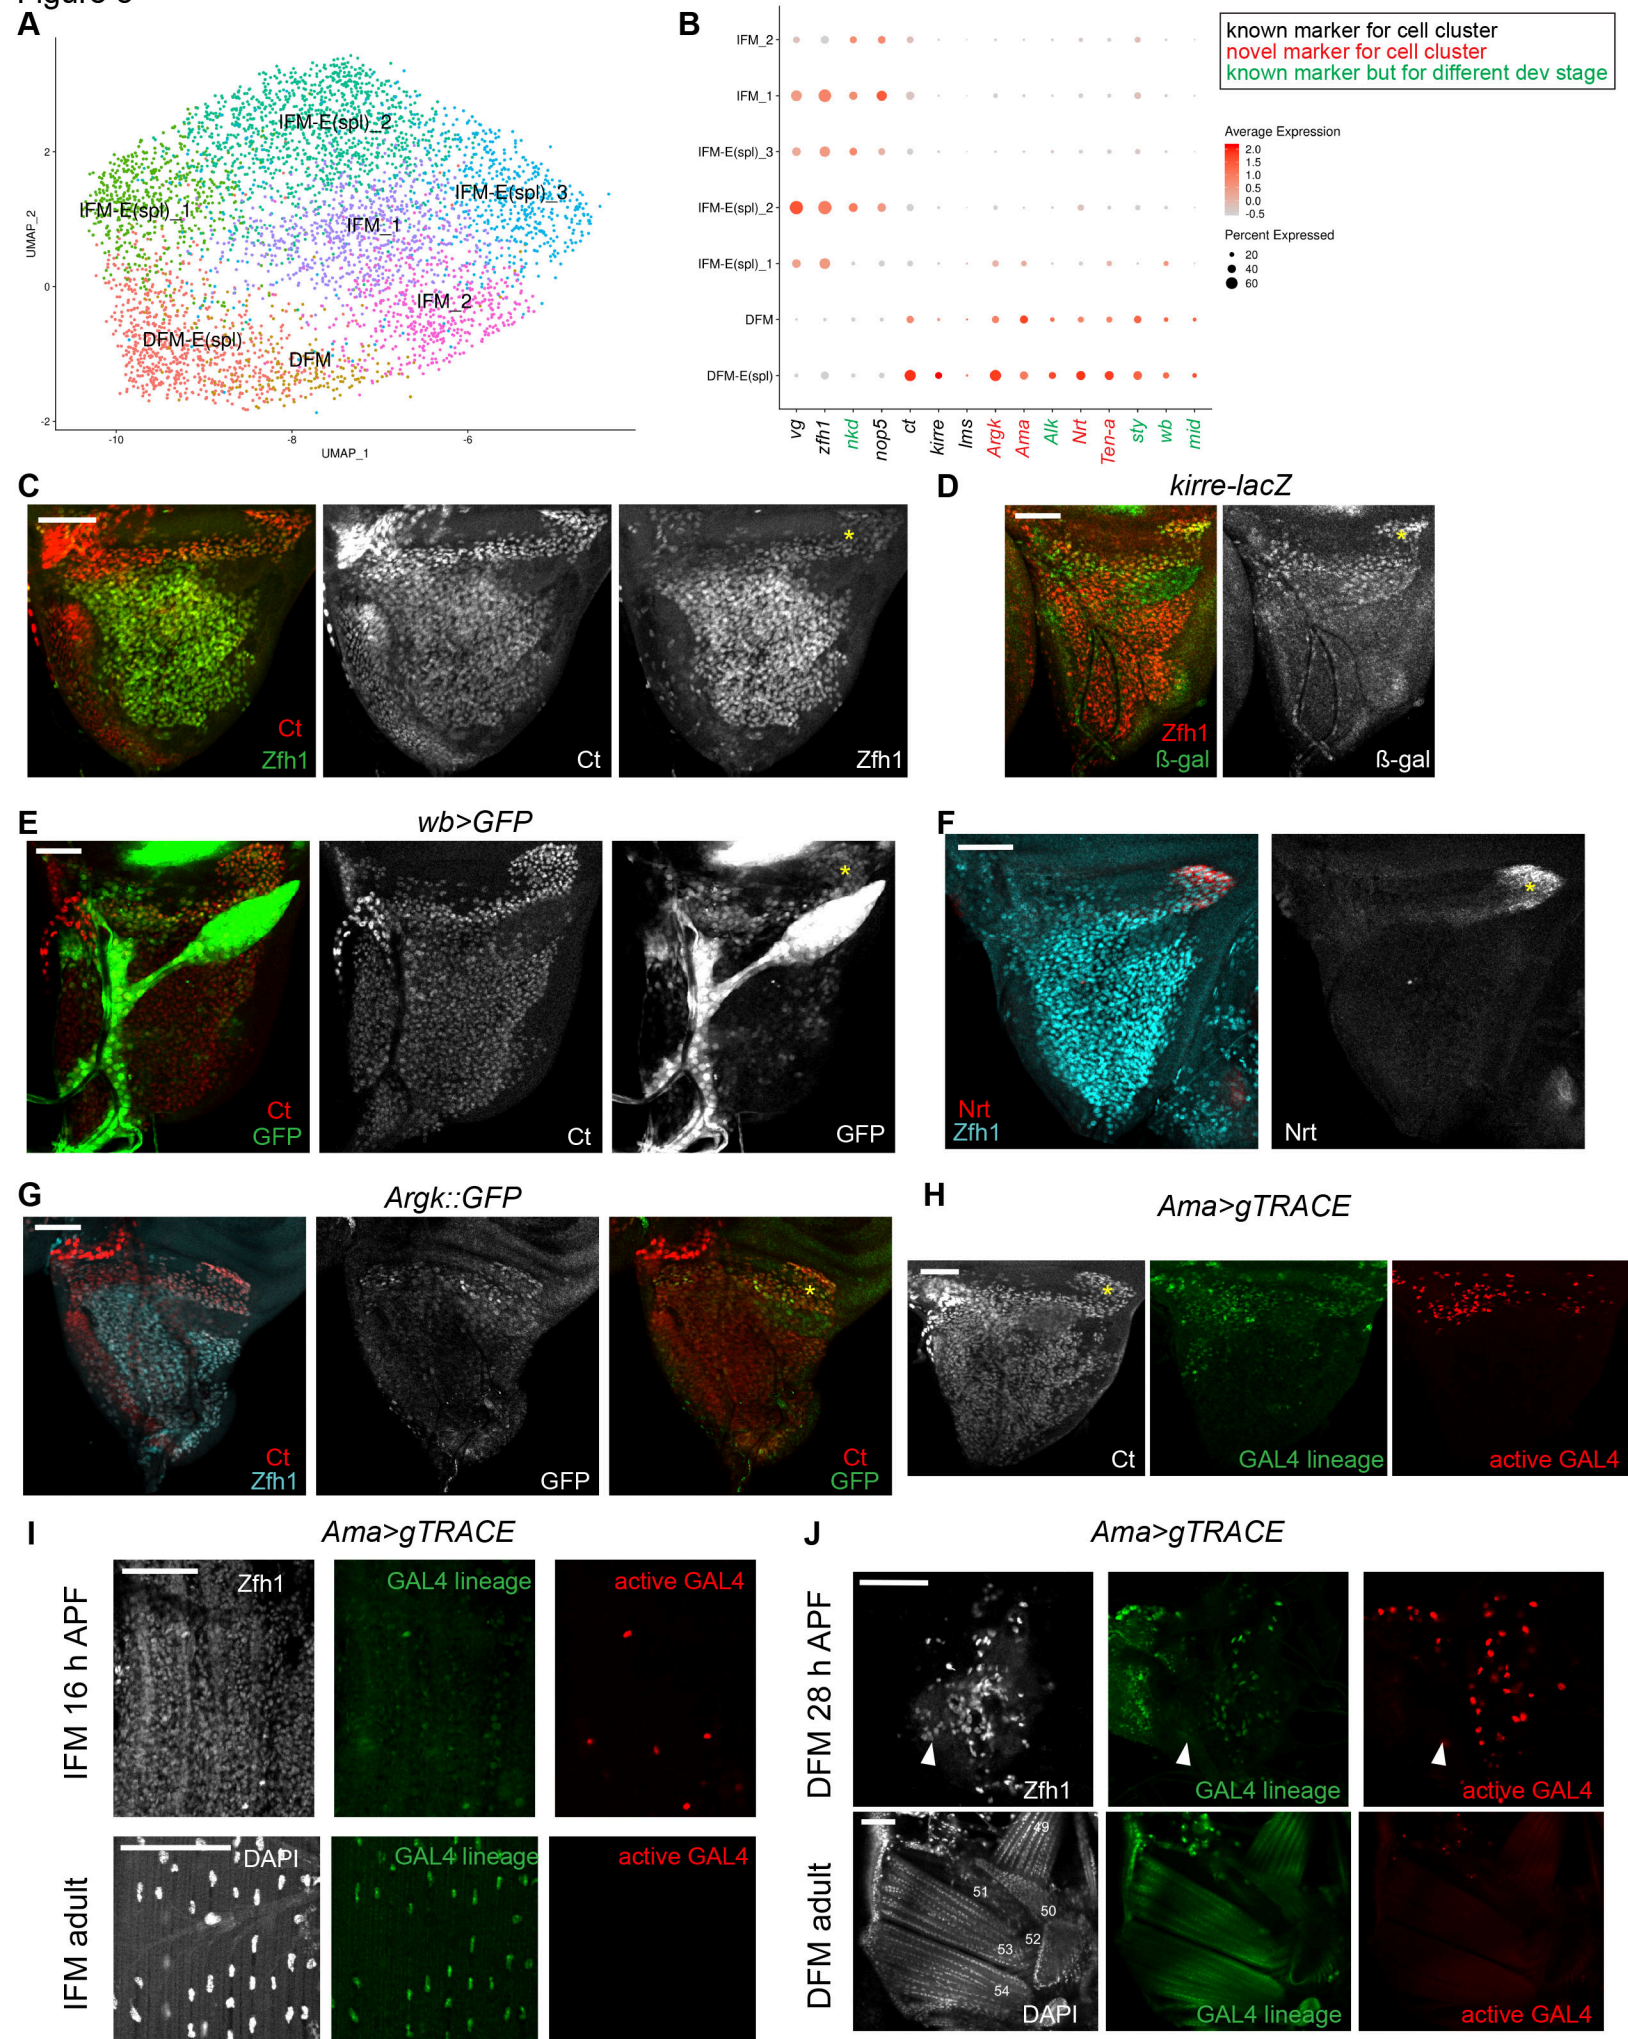 A
2
0
-2
UMAP_2
-10
-8
-6
UMAP_1
IFM-E(spl)_2
IFM-E(spl)_1
IFM-E(spl)_3
IFM_1
IFM_2
DFM-E(spl)
DFM
B
IFM_2
IFM_1
IFM-E(spl)_3
IFM-E(spl)_2
IFM-E(spl)_1
DFM
DFM-E(spl)
vg
zfh1
nkd
nop5
ct
kirre
lms
Argk
Ama
Alk
Nrt
Ten-a
sty
wb
mid
known marker for cell cluster
novel marker for cell cluster
known marker but for different dev stage
Average Expression
2.0
1.5
1.0
0.5
0.0
-0.5
Percent Expressed
20
40
60
C
Ct
Zfh1
Ct
*
Zfh1
D
kirre-lacZ
Zfh1
ß-gal
*
ß-gal
E
wb>GFP
Ct
GFP
Ct
*
GFP
F
Nrt
Zfh1
*
Nrt
G
Argk::GFP
Ct
Zfh1
GFP
*
Ct
GFP
H
Ama>gTRACE
*
Ct
GAL4 lineage
active GAL4
I
Ama>gTRACE
IFM 16 h APF
Zfh1
GAL4 lineage
active GAL4
IFM adult
DAPI
GAL4 lineage
active GAL4
J
Ama>gTRACE
DFM 28 h APF
Zfh1
GAL4 lineage
active GAL4
DFM adult
49
51
50
52
53
54
DAPI
GAL4 lineage
active GAL4